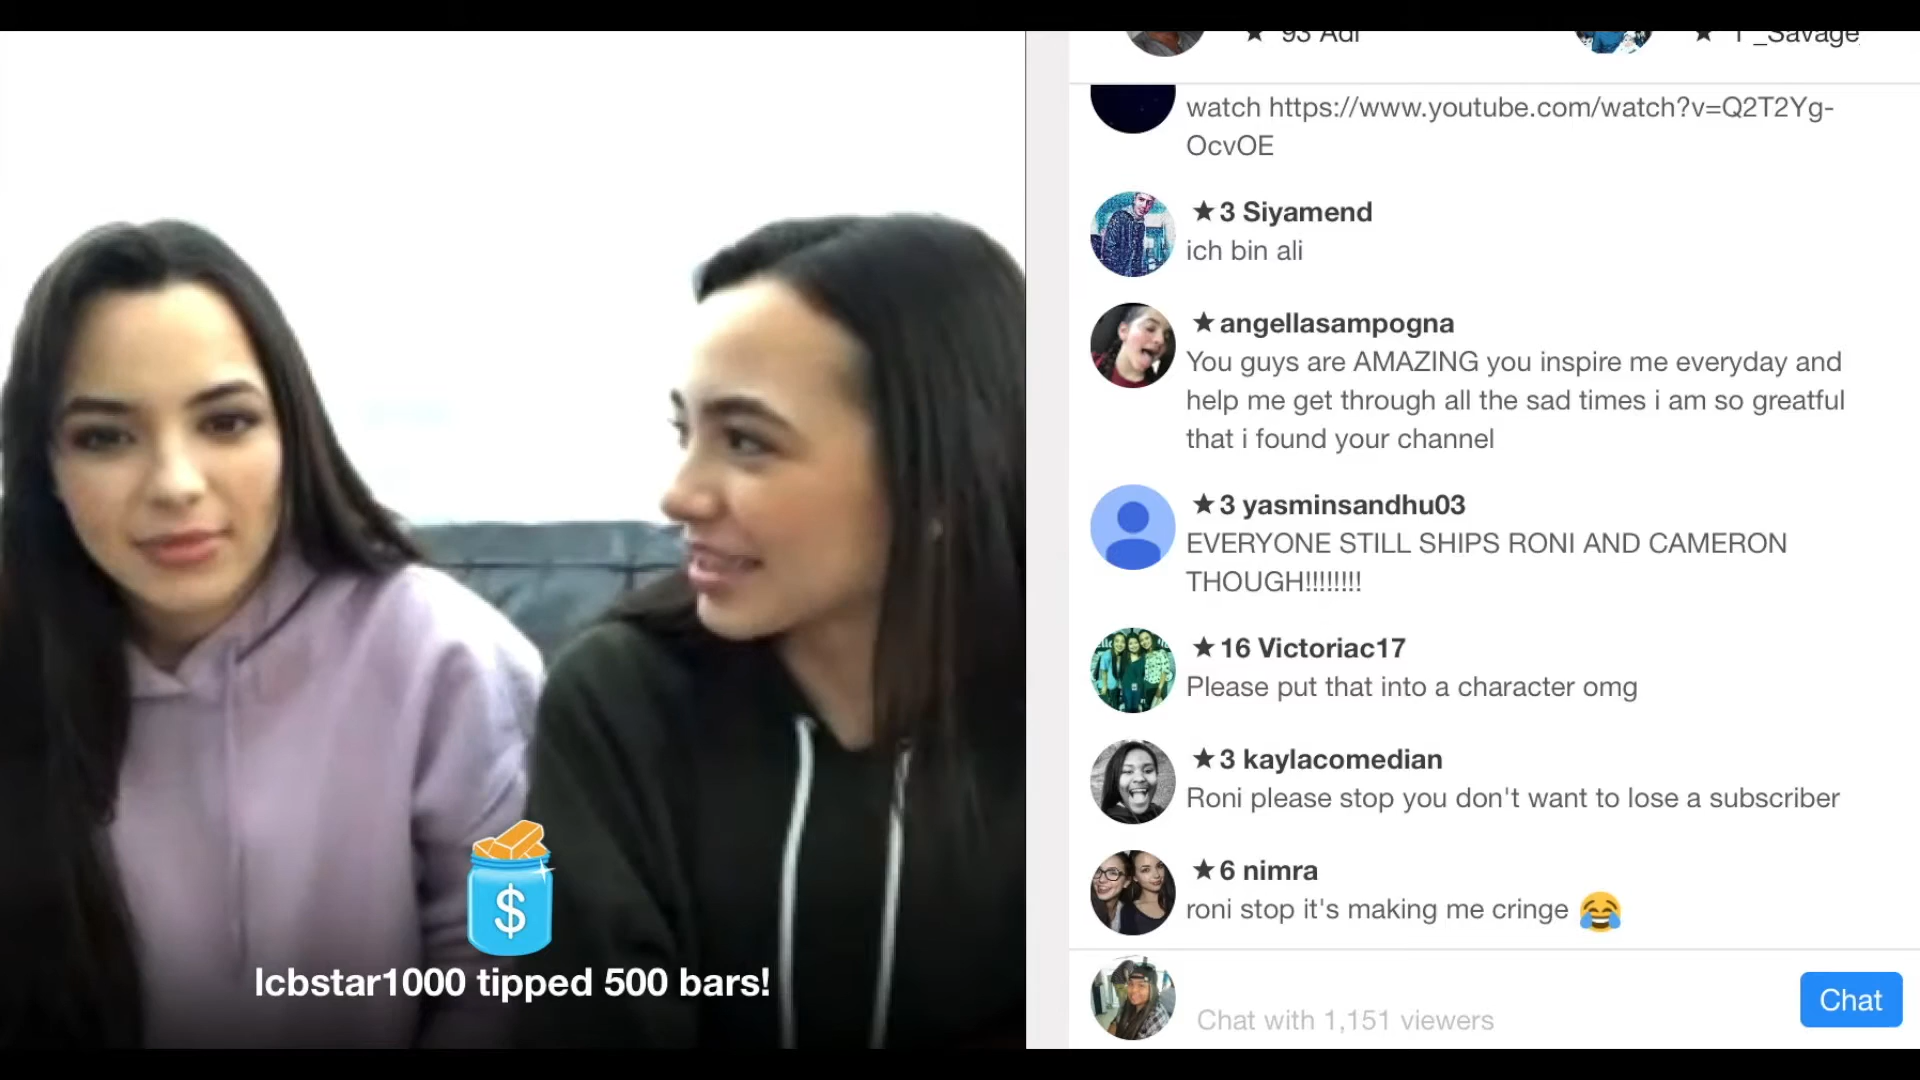 ★ 93 Adi
★ 1 _Savage
watch https://www.youtube.com/watch?v=Q2T2Yg-
OcvOE
★3 Siyamend
ich bin ali
★angellasampogna
You guys are AMAZING you inspire me everyday and
help me get through all the sad times i am so greatful
that i found your channel
★3 yasminsandhu03
EVERYONE STILL SHIPS RONI AND CAMERON
THOUGH!!!!!!!!
★16 Victoriac17
Please put that into a character omg
★3 kaylacomedian
Roni please stop you don't want to lose a subscriber
★6 nimra
roni stop it's making me cringe 😂
$
lcbstar1000 tipped 500 bars!
Chat with 1,151 viewers
Chat